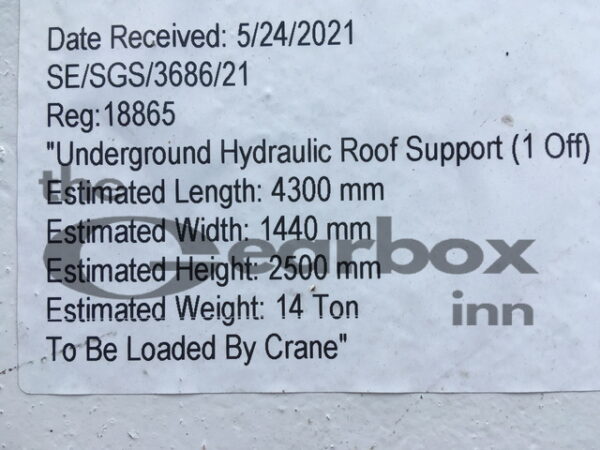 Date Received: 5/24/2021
SE/SGS/3686/21
Reg:18865
"Underground Hydraulic Roof Support (1 Off)
the
Estimated Length: 4300 mm
Estimated Width: 1440 mm
Gearbox
Estimated Height: 2500 mm
inn
Estimated Weight: 14 Ton
To Be Loaded By Crane"